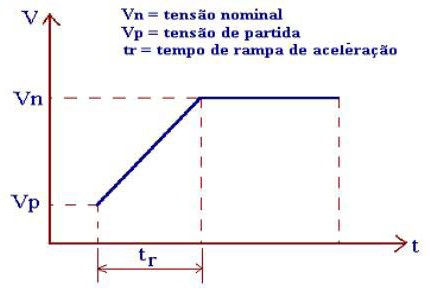 V
Vn = tensão nominal
Vp = tensão de partida
tr = tempo de rampa de aceleração
Vn
Vp
t
tr